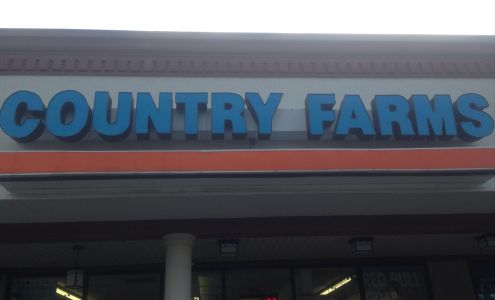 COUNTRY FARMS
RED BULL